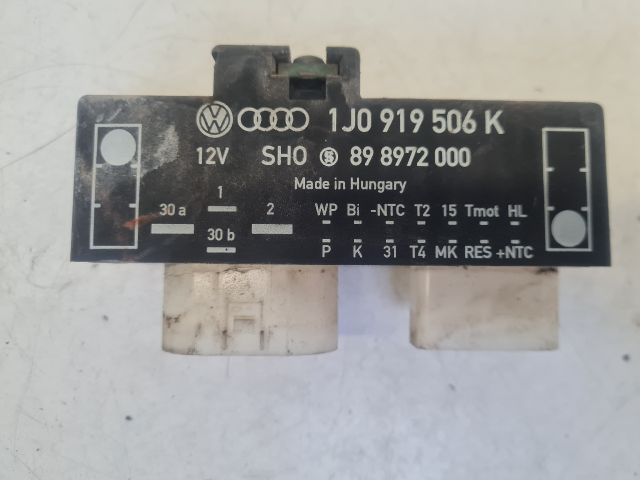 1J0 919 506 K
12V SHO 89 8972 000
Made in Hungary
1
30 a 2 WP Bi -NTC T2 15 Tmot HL
30 b P K 31 T4 MK RES +NTC